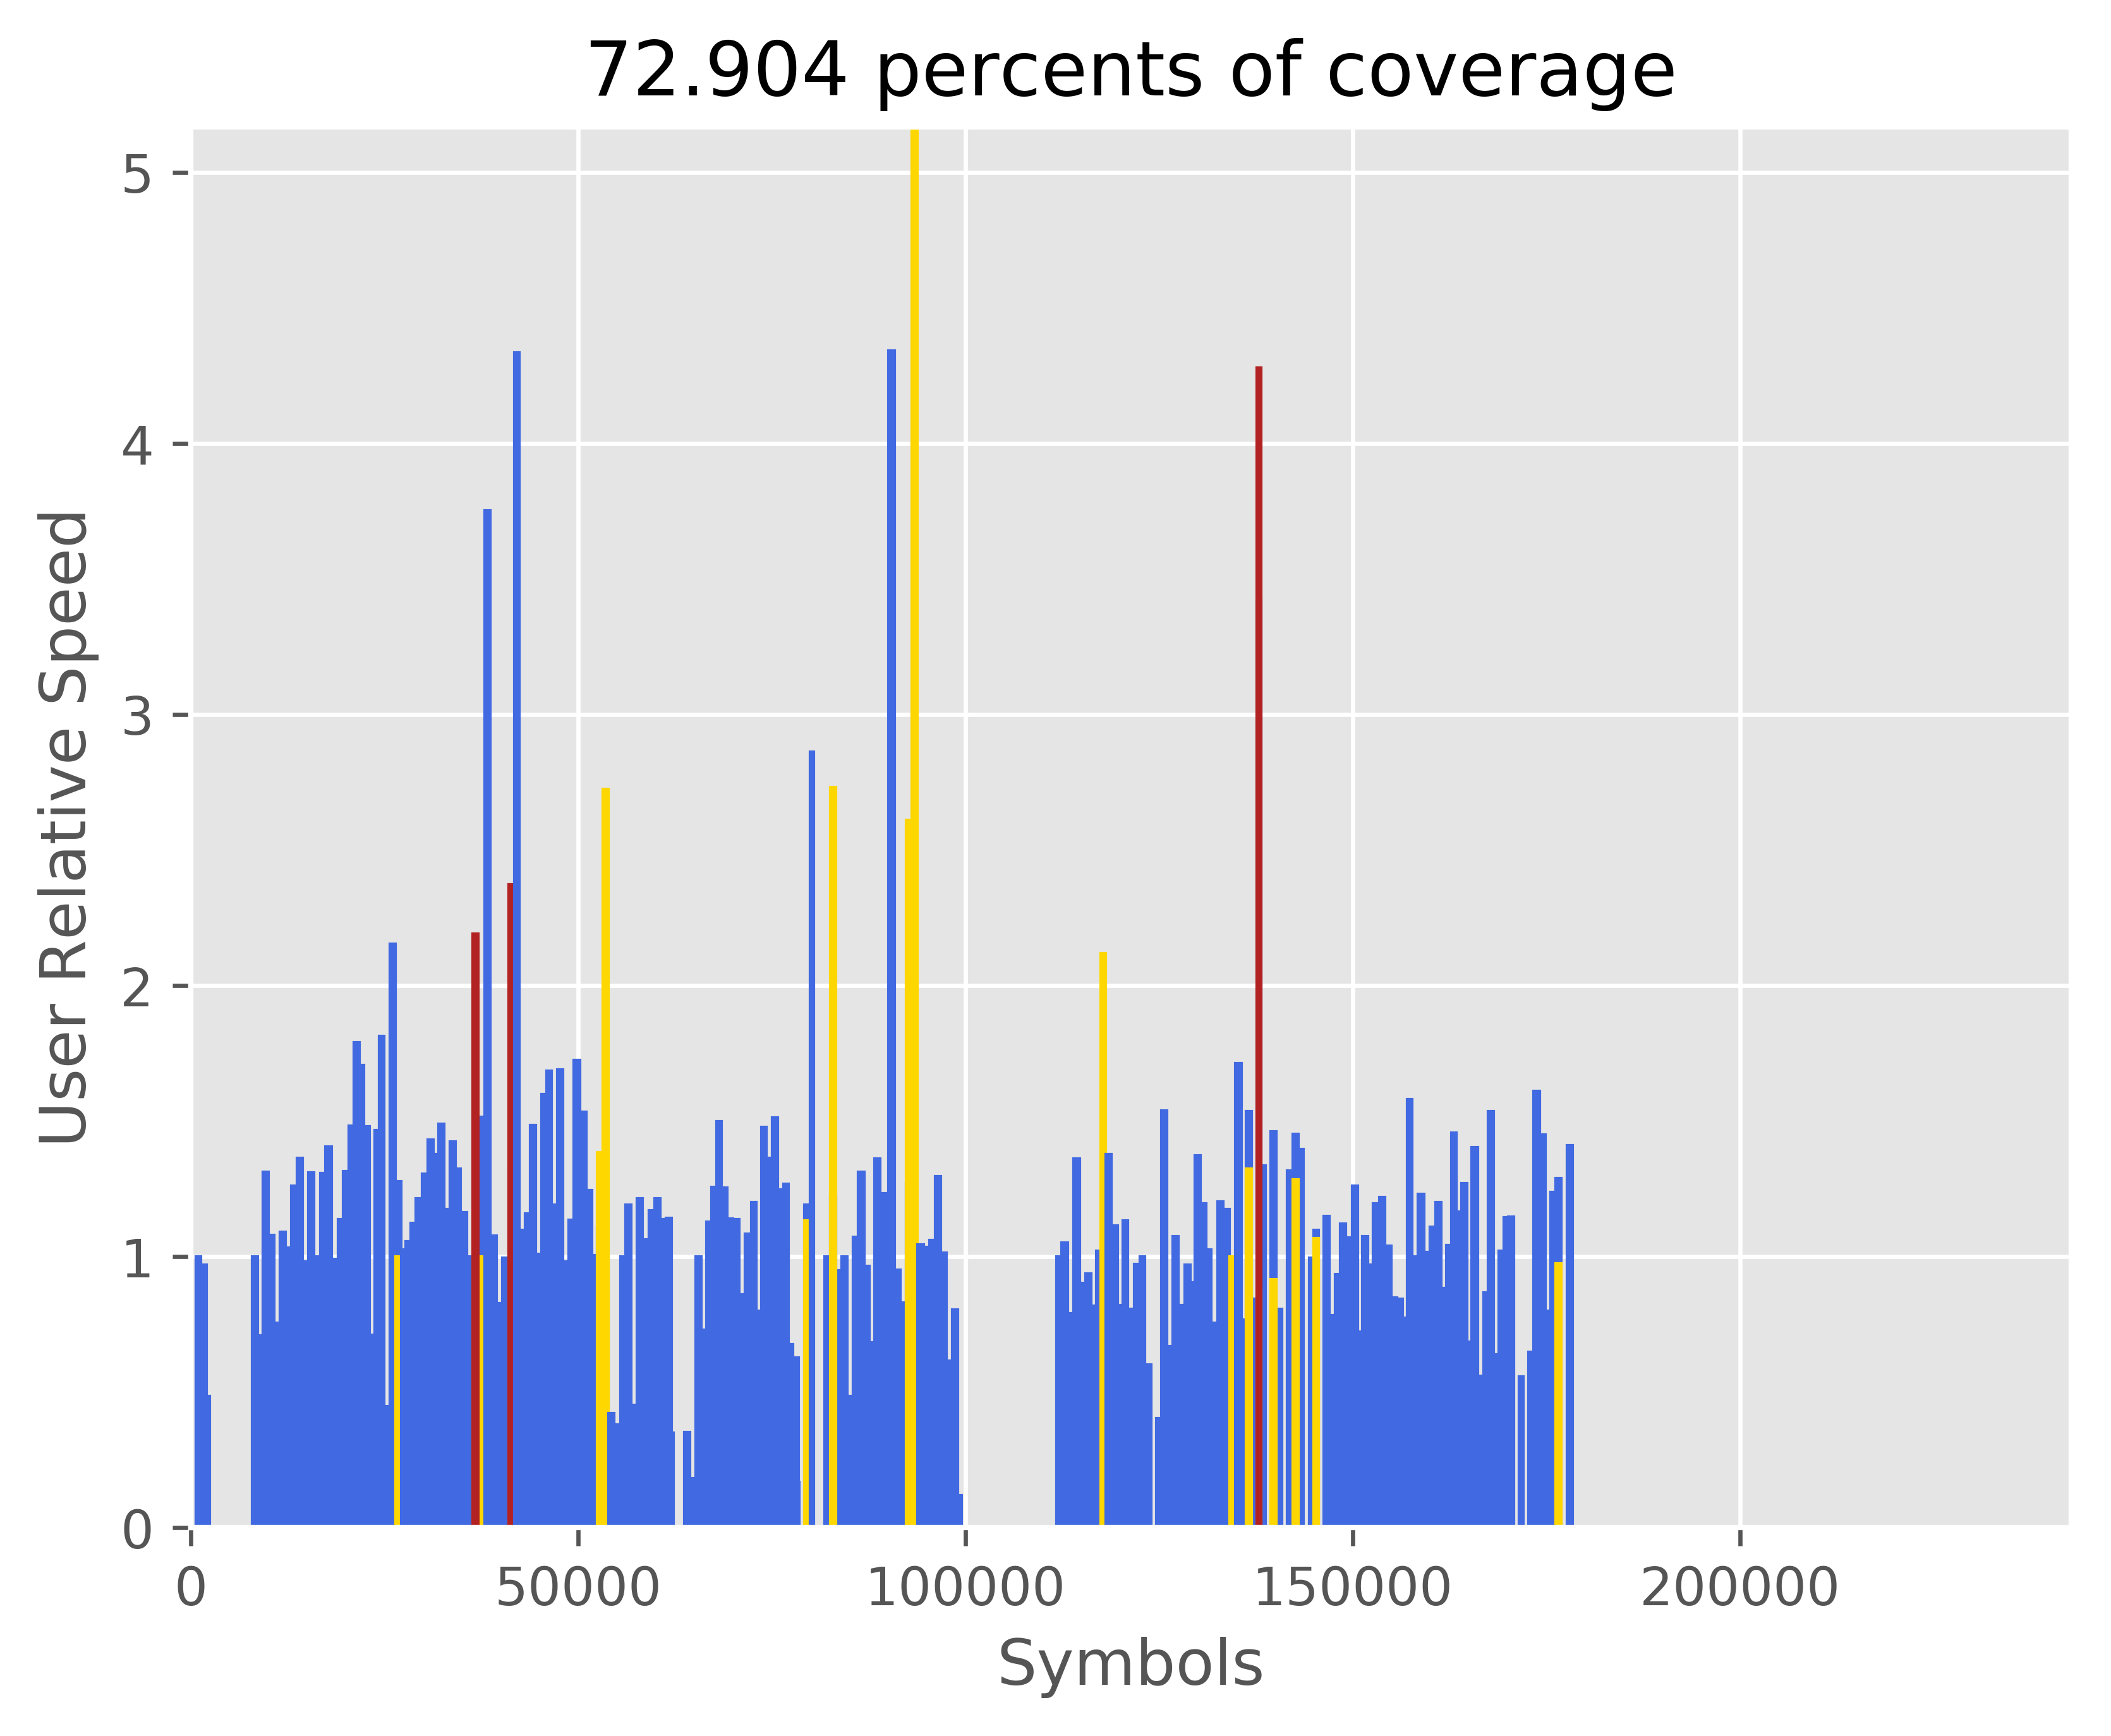 72.904 percents of coverage
5
4
3
2
1
0
User Relative Speed
0 50000 100000 150000 200000
Symbols